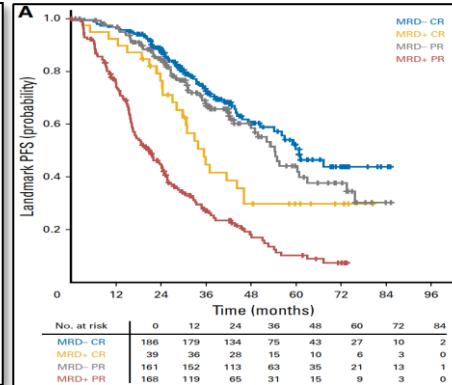 A
MRD– CR
MRD+ CR
MRD– PR
MRD+ PR
Landmark PFS (probability)
1.0
0.8
0.6
0.4
0.2
0 12 24 36 48 60 72 84 96
Time (months)
No. at risk 0 12 24 36 48 60 72 84
MRD– CR 186 179 134 75 43 27 10 2
MRD+ CR 39 36 28 15 10 6 3 0
MRD– PR 161 152 113 63 35 21 13 1
MRD+ PR 168 119 65 31 15 9 3 0